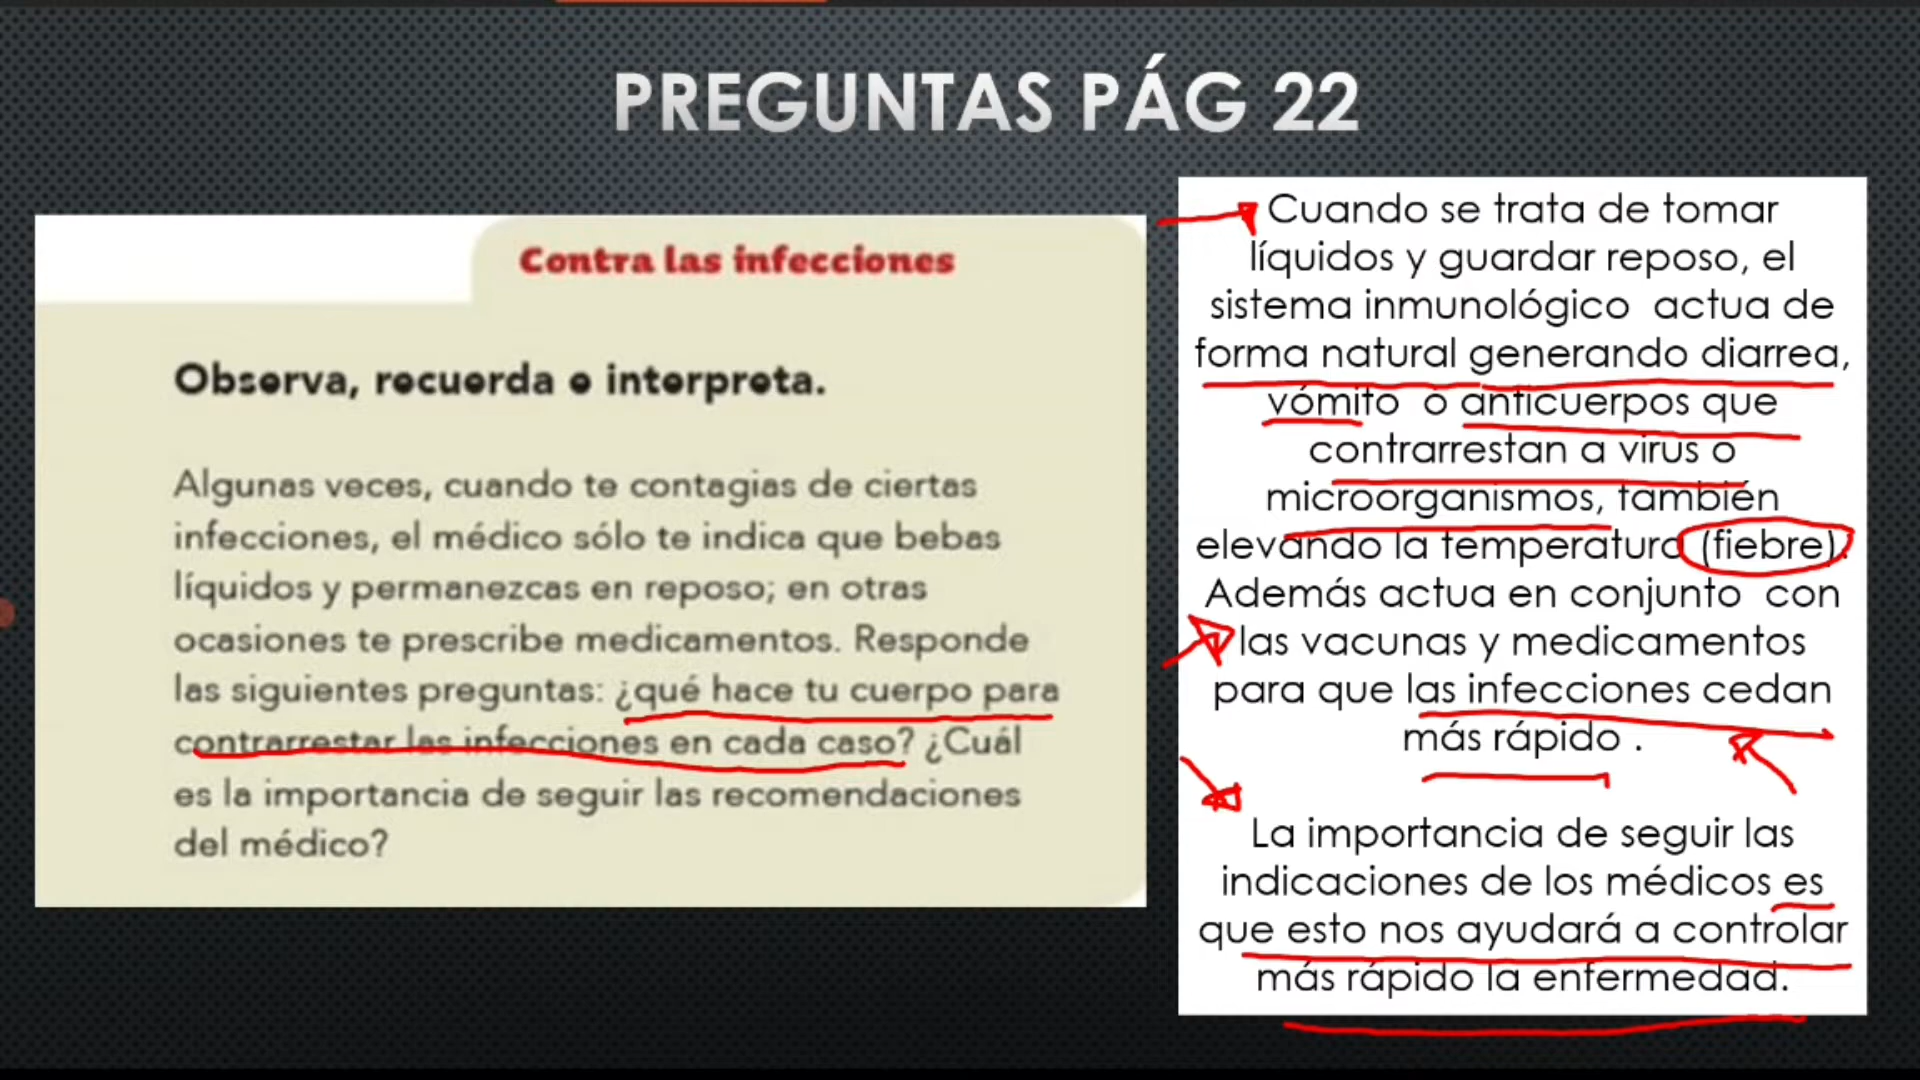 PREGUNTAS PÁG 22
Contra las infecciones
Observa, recuerda e interpreta.
Algunas veces, cuando te contagias de ciertas
infecciones, el médico sólo te indica que bebas
líquidos y permanezcas en reposo; en otras
ocasiones te prescribe medicamentos. Responde
las siguientes preguntas: ¿qué hace tu cuerpo para
contrarrestar las infecciones en cada caso? ¿Cuál
es la importancia de seguir las recomendaciones
del médico?
Cuando se trata de tomar
líquidos y guardar reposo, el
sistema inmunológico actua de
forma natural generando diarrea,
vómito o anticuerpos que
contrarrestan a virus o
microorganismos, también
elevando la temperatura (fiebre).
Además actua en conjunto con
las vacunas y medicamentos
para que las infecciones cedan
más rápido .
La importancia de seguir las
indicaciones de los médicos es
que esto nos ayudará a controlar
más rápido la enfermedad.